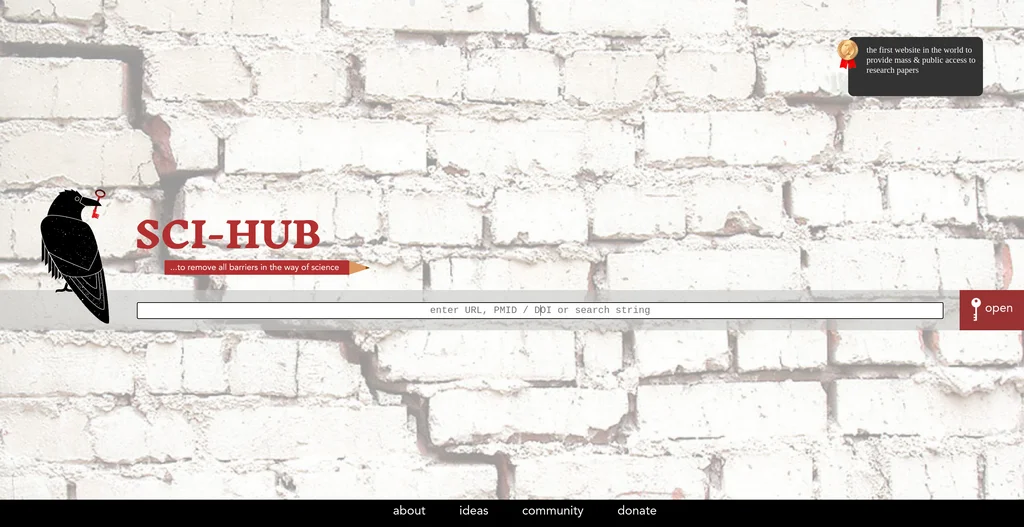 the first website in the world to
provide mass & public access to
research papers
SCI-HUB
...to remove all barriers in the way of science
enter URL, PMID / DOI or search string
open
about ideas community donate